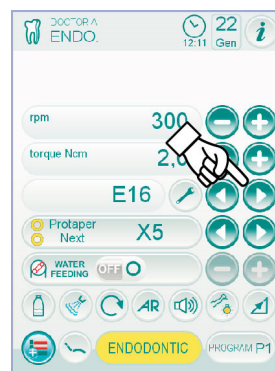 DOCTOR A
ENDO.
12:11
22
Gen
i
rpm
300
torque Ncm
2,0
E16
Protaper
Next
X5
WATER
FEEDING
OFF
AR
ENDODONTIC
PROGRAM P1